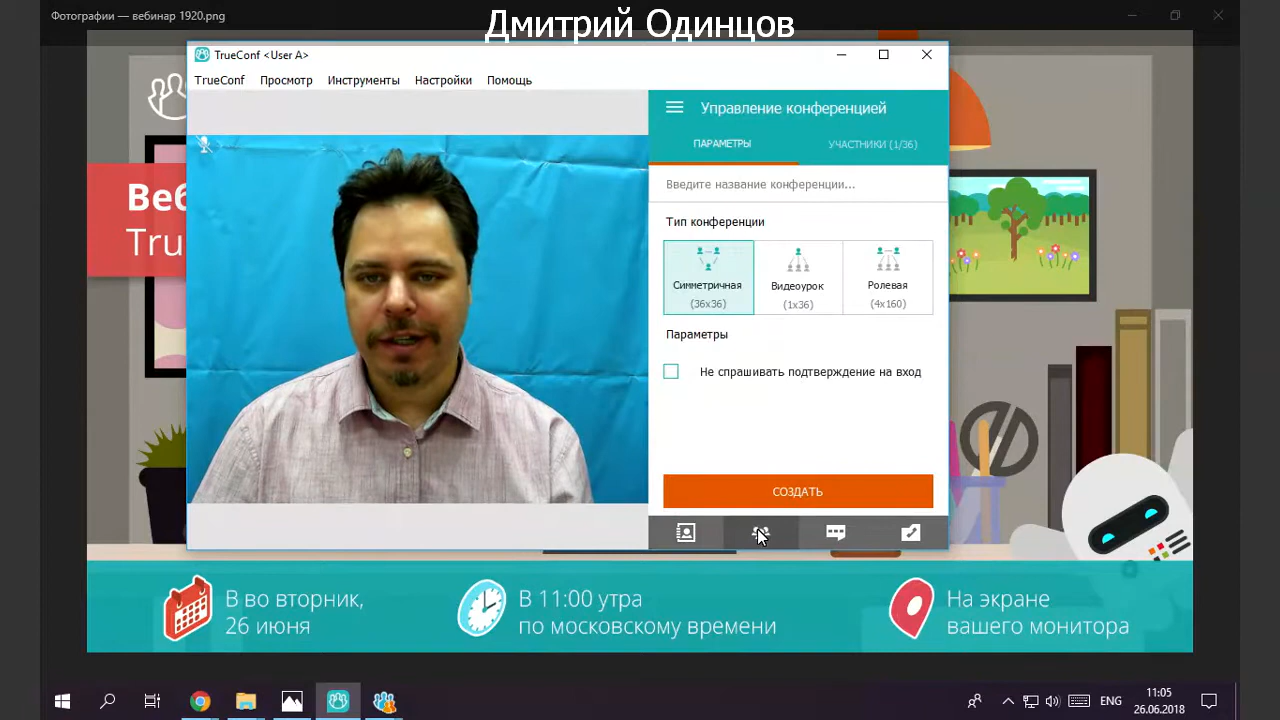 Фотографии — вебинар 1920.png
Дмитрий Одинцов
TrueConf <User A>
TrueConf Просмотр Инструменты Настройки Помощь
Управление конференцией
ПАРАМЕТРЫ УЧАСТНИКИ (1/36)
Введите название конференции...
Тип конференции
Симметричная
(36x36)
Видеоурок
(1x36)
Ролевая
(4x160)
Параметры
Не спрашивать подтверждение на вход
СОЗДАТЬ
Веб
Tru
В во вторник,
26 июня
В 11:00 утра
по московскому времени
На экране
вашего монитора
ENG
11:05
26.06.2018